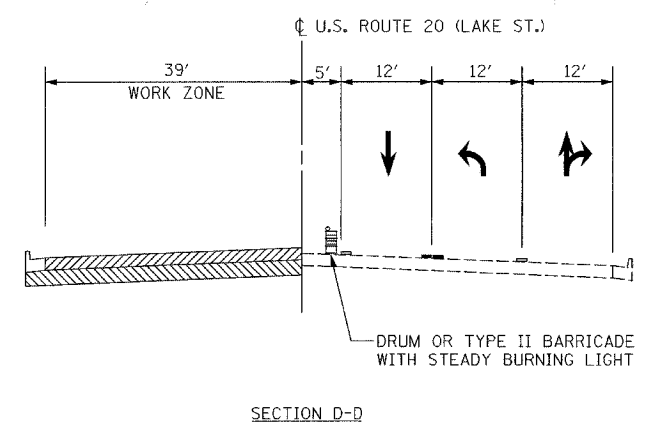 ℄ U.S. ROUTE 20 (LAKE ST.)
39' 5' 12' 12' 12'
WORK ZONE
DRUM OR TYPE II BARRICADE
WITH STEADY BURNING LIGHT
SECTION D-D